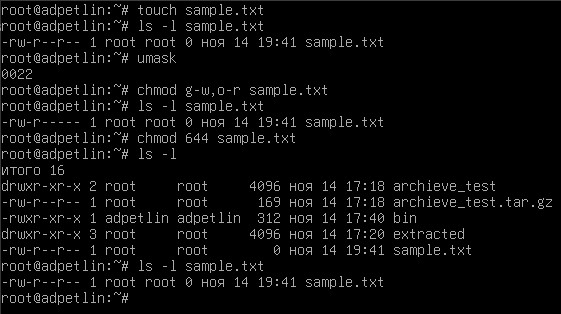 root@adpetlin:~# touch sample.txt
root@adpetlin:~# ls -l sample.txt
-rw-r--r-- 1 root root 0 ноя 14 19:41 sample.txt
root@adpetlin:~# umask
0022
root@adpetlin:~# chmod g-w,o-r sample.txt
root@adpetlin:~# ls -l sample.txt
-rw-r----- 1 root root 0 ноя 14 19:41 sample.txt
root@adpetlin:~# chmod 644 sample.txt
root@adpetlin:~# ls -l
итого 16
drwxr-xr-x 2 root     root     4096 ноя 14 17:18 archieve_test
-rw-r--r-- 1 root     root      169 ноя 14 17:18 archieve_test.tar.gz
-rwxr-xr-x 1 adpetlin adpetlin  312 ноя 14 17:40 bin
drwxr-xr-x 3 root     root     4096 ноя 14 17:20 extracted
-rw-r--r-- 1 root     root        0 ноя 14 19:41 sample.txt
root@adpetlin:~# ls -l sample.txt
-rw-r--r-- 1 root root 0 ноя 14 19:41 sample.txt
root@adpetlin:~#